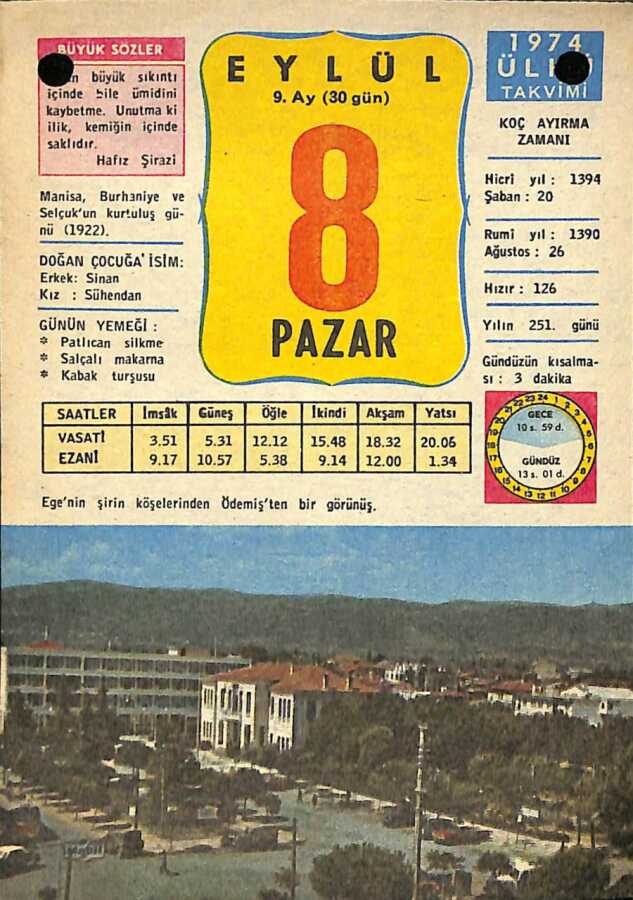 BÜYÜK SÖZLER
büyük sıkıntı
içinde bile ümidini
kaybetme. Unutma ki
ilik, kemiğin içinde
saklıdır.
Hafız Şirazi
Manisa, Burhaniye ve
Selçuk'un kurtuluş gü-
nü (1922).
DOĞAN ÇOCUĞA İSİM:
Erkek: Sinan
Kız : Sühendan
GÜNÜN YEMEĞİ :
* Patlıcan silkme
* Salçalı makarna
* Kabak turşusu
EYLÜL
9. Ay (30 gün)
8
PAZAR
1974
TAKVİMİ
KOÇ AYIRMA
ZAMANI
Hicrî yıl : 1394
Şaban : 20
Rumi yıl : 1390
Ağustos : 26
Hızır : 126
Yılın 251. günü
Gündüzün kısalma-
sı : 3 dakika
SAATLER İmsâk Güneş Öğle İkindi Akşam Yatsı
VASATİ 3.51 5.31 12.12 15.48 18.32 20.06
EZANİ 9.17 10.57 5.38 9.14 12.00 1.34
GECE
10 s. 59 d.
GÜNDÜZ
13 s. 01 d.
Ege'nin şirin köşelerinden Ödemiş'ten bir görünüş.